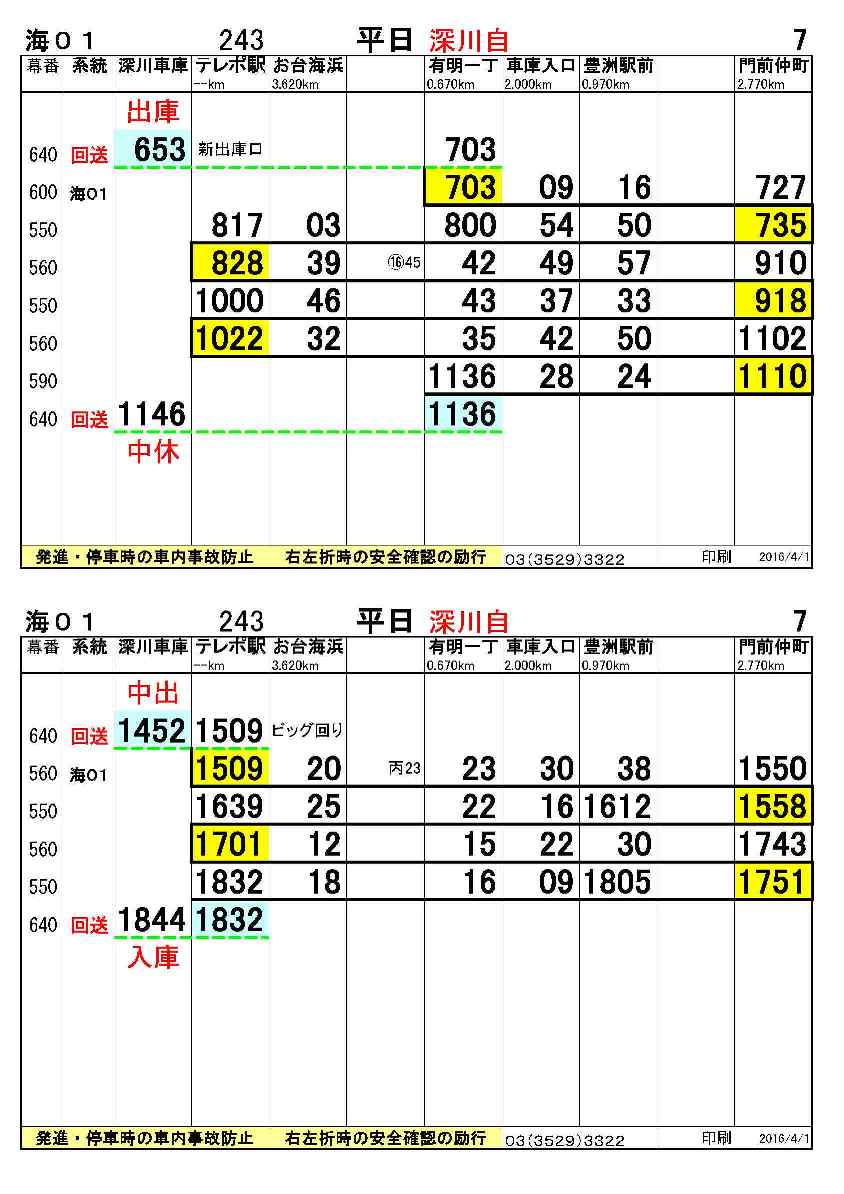 海０１ 243 平日 深川自 7
幕番 系統 深川車庫 テレポ駅 お台海浜 有明一丁 車庫入口 豊洲駅前 門前仲町
--km 3.620km 0.670km 2.000km 0.970km 2.770km
出庫
640 回送 653 新出庫口 703
600 海01 703 09 16 727
550 817 03 800 54 50 735
560 828 39 ⑯45 42 49 57 910
550 1000 46 43 37 33 918
560 1022 32 35 42 50 1102
590 1136 28 24 1110
640 回送 1146 1136
中休
発進・停車時の車内事故防止 右左折時の安全確認の励行 03(3529)3322 印刷 2016/4/1
海０１ 243 平日 深川自 7
幕番 系統 深川車庫 テレポ駅 お台海浜 有明一丁 車庫入口 豊洲駅前 門前仲町
--km 3.620km 0.670km 2.000km 0.970km 2.770km
中出
640 回送 1452 1509 ビッグ回り
560 海01 1509 20 丙23 23 30 38 1550
550 1639 25 22 16 1612 1558
560 1701 12 15 22 30 1743
550 1832 18 16 09 1805 1751
640 回送 1844 1832
入庫
発進・停車時の車内事故防止 右左折時の安全確認の励行 03(3529)3322 印刷 2016/4/1